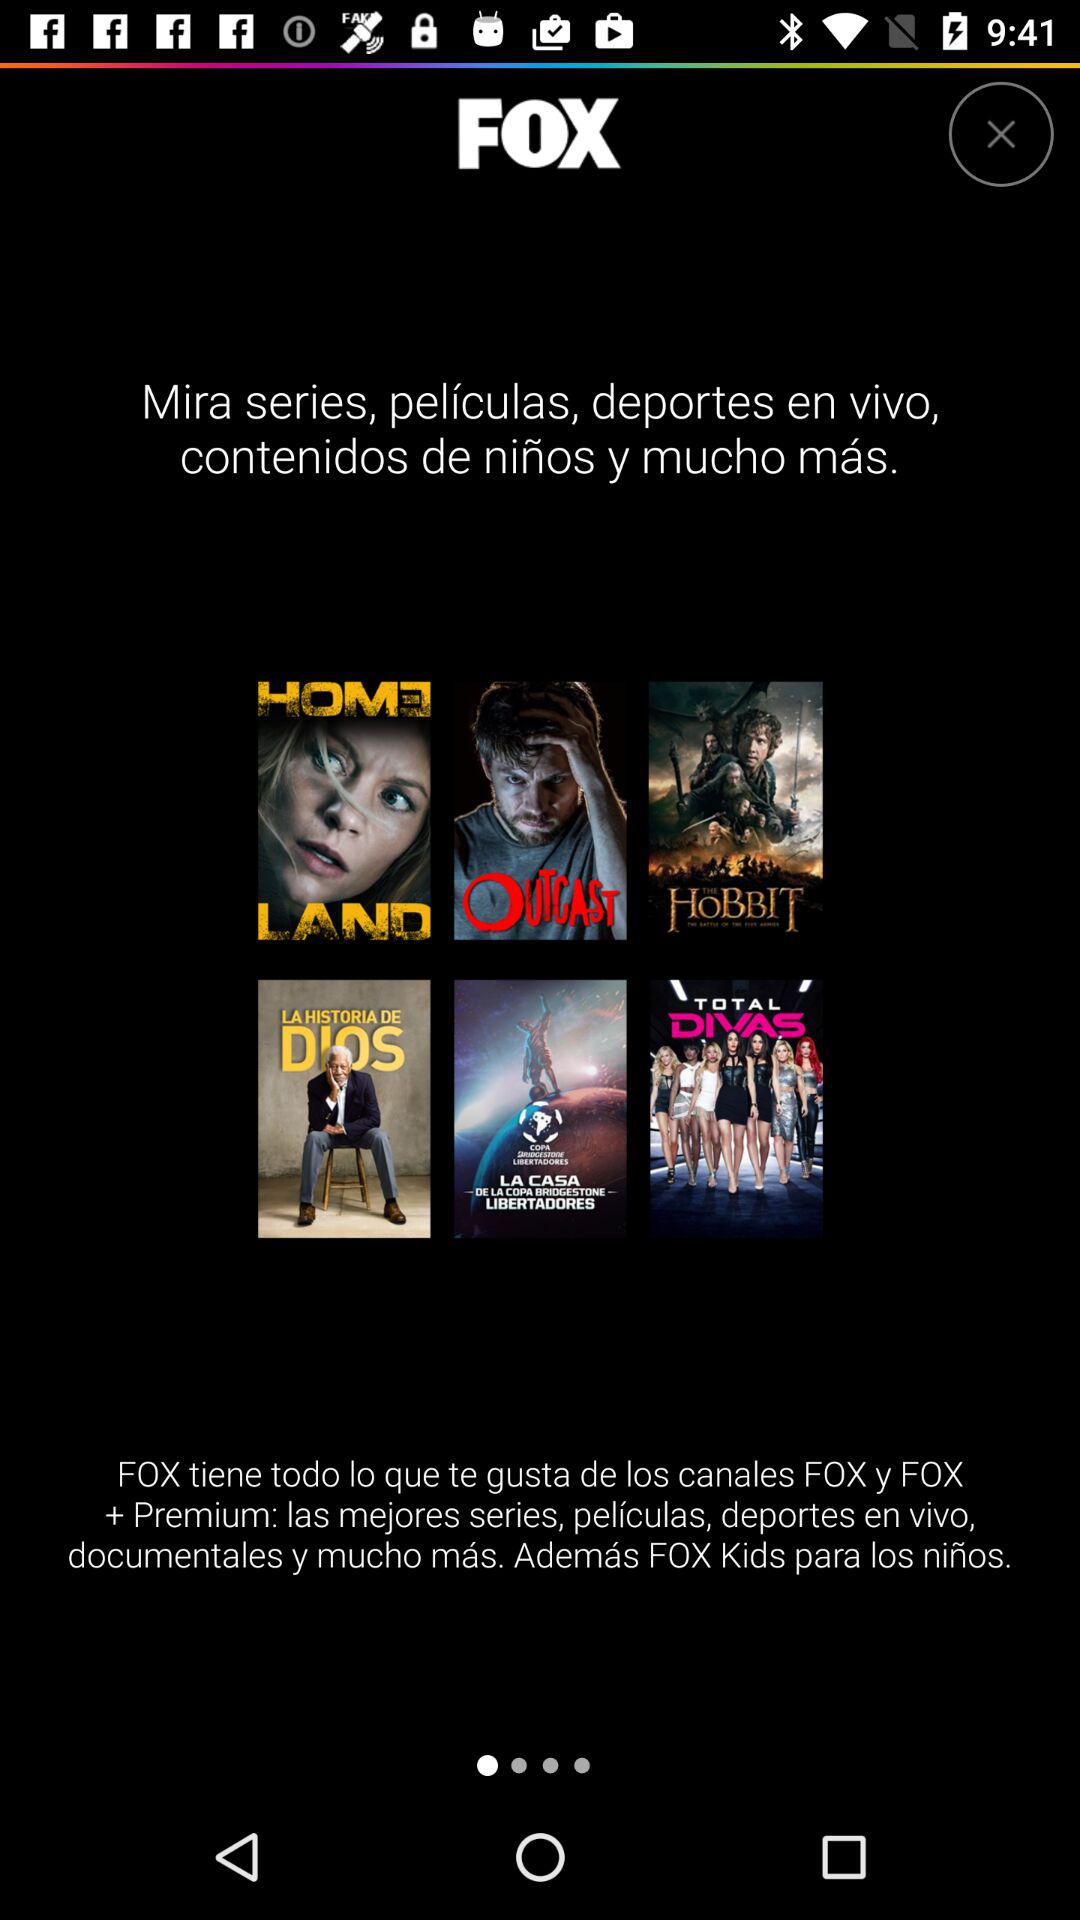 FAKE
9:41
FOX
Mira series, películas, deportes en vivo,
contenidos de niños y mucho más.
HOME
LAND
OUTCAST
THE
HOBBIT
THE BATTLE OF THE FIVE ARMIES
LA HISTORIA DE
DIOS
COPA
BRIDGESTONE
LIBERTADORES
LA CASA
DE LA COPA BRIDGESTONE
LIBERTADORES
TOTAL
DIVAS
FOX tiene todo lo que te gusta de los canales FOX y FOX
+ Premium: las mejores series, películas, deportes en vivo,
documentales y mucho más. Además FOX Kids para los niños.